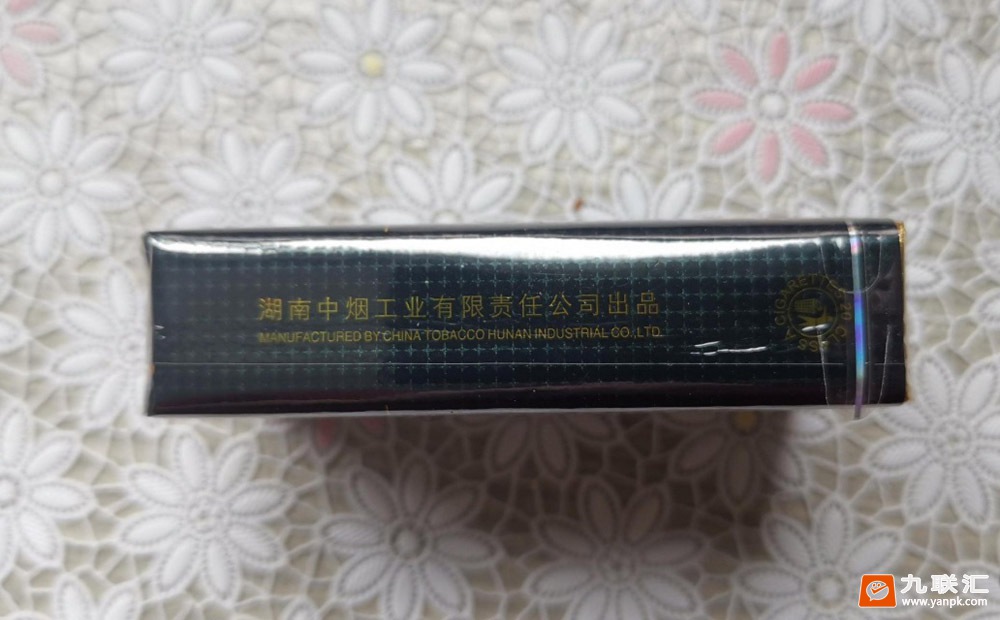 湖南中烟工业有限责任公司出品
MANUFACTURED BY CHINA TOBACCO HUNAN INDUSTRIAL CO.,LTD.
CIGARETTE
九联汇
www.yanpk.com